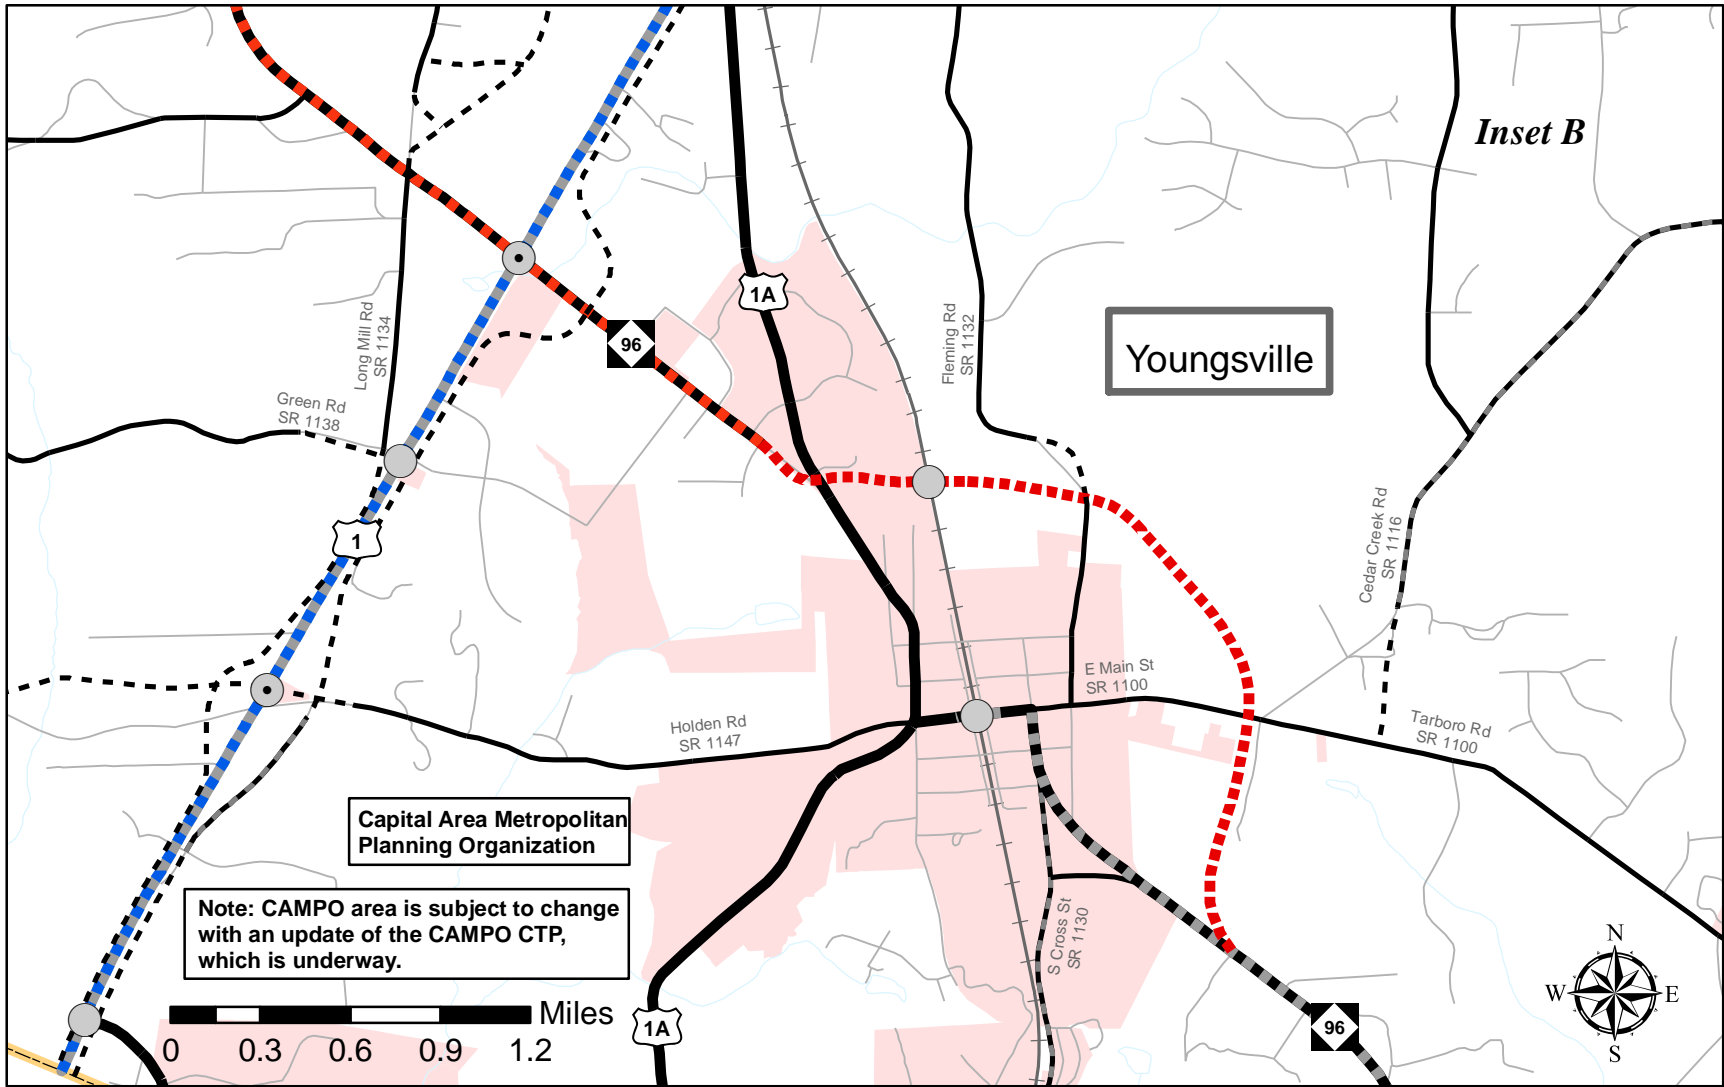 Inset B
1A
Long Mill Rd
SR 1134
Fleming Rd
SR 1132
96
Youngsville
Green Rd
SR 1138
1
Cedar Creek Rd
SR 1116
E Main St
SR 1100
Holden Rd
SR 1147
Tarboro Rd
SR 1100
Capital Area Metropolitan
Planning Organization
Note: CAMPO area is subject to change
with an update of the CAMPO CTP,
which is underway.
S Cross St
SR 1130
Miles
0 0.3 0.6 0.9 1.2
1A
96
N
W E
S